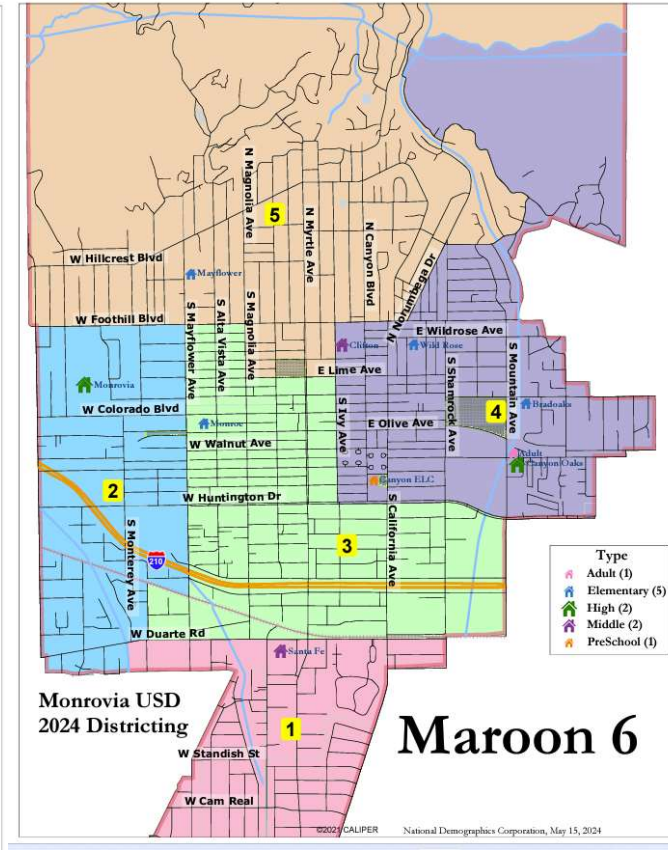 N Magnolia Ave
5
N Myrtle Ave
N Canyon Blvd
W Hillcrest Blvd
Mayflower
N Norumbega Dr
W Foothill Blvd
S Mayflower Ave
S Alta Vista Ave
S Magnolia Ave
E Wildrose Ave
Clifton
Wild Rose
E Lime Ave
S Shamrock Ave
S Mountain Ave
Monrovia
W Colorado Blvd
S Ivy Ave
4
Bradoaks
Monroe
E Olive Ave
W Walnut Ave
Adult
Canyon Oaks
Canyon ELC
2
W Huntington Dr
S Monterey Ave
3
S California Ave
210
W Duarte Rd
Santa Fe
Type
Adult (1)
Elementary (5)
High (2)
Middle (2)
PreSchool (1)
Monrovia USD
2024 Districting
1
Maroon 6
W Standish St
W Cam Real
©2021 CALIPER
National Demographics Corporation, May 15, 2024